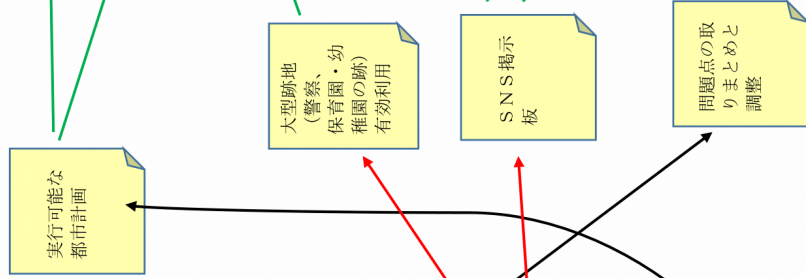 実行可能な
都市計画
大型跡地
(警察、
保育園・幼
稚園の跡)
有効利用
ＳＮＳ掲示
板
問題点の取
りまとめと
調整